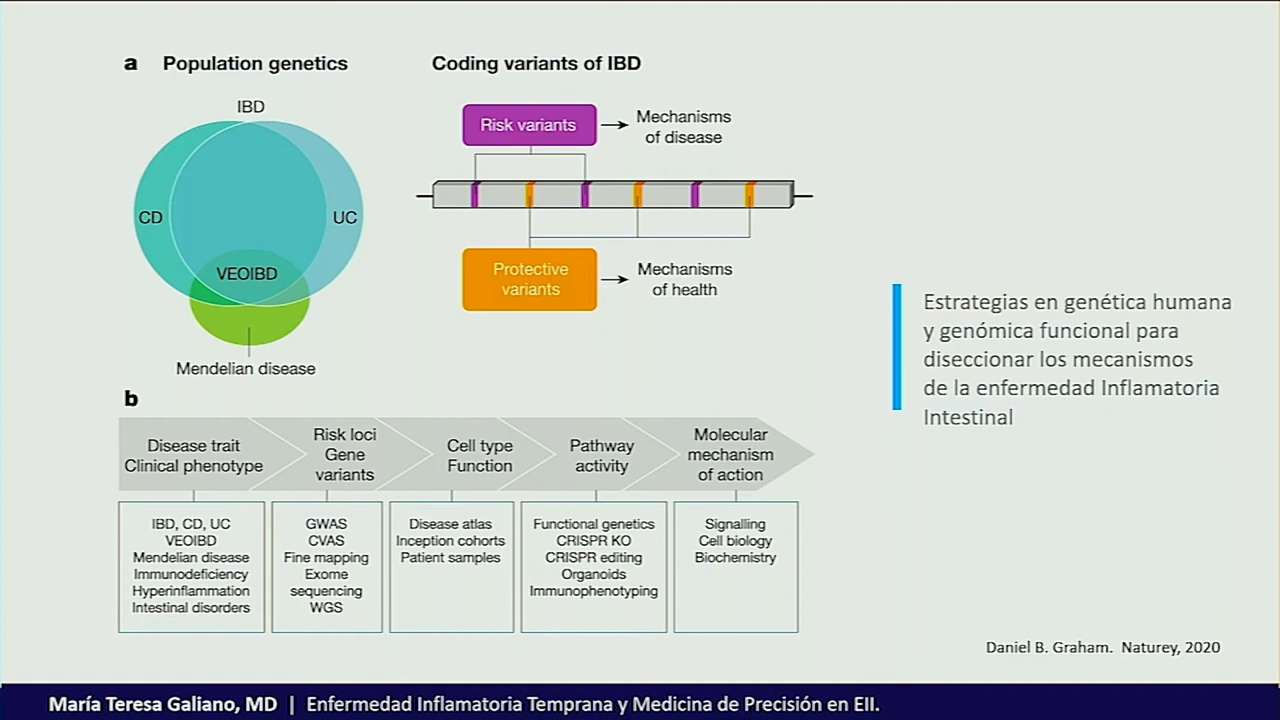 a Population genetics
IBD
CD
UC
VEOIBD
Mendelian disease
Coding variants of IBD
Risk variants
Mechanisms
of disease
Protective
variants
Mechanisms
of health
b
Disease trait
Clinical phenotype
Risk loci
Gene
variants
Cell type
Function
Pathway
activity
Molecular
mechanism
of action
IBD, CD, UC
VEOIBD
Mendelian disease
Immunodeficiency
Hyperinflammation
Intestinal disorders
GWAS
CVAS
Fine mapping
Exome
sequencing
WGS
Disease atlas
Inception cohorts
Patient samples
Functional genetics
CRISPR KO
CRISPR editing
Organoids
Immunophenotyping
Signalling
Cell biology
Biochemistry
Estrategias en genética humana
y genómica funcional para
diseccionar los mecanismos
de la enfermedad Inflamatoria
Intestinal
Daniel B. Graham. Naturey, 2020
María Teresa Galiano, MD | Enfermedad Inflamatoria Temprana y Medicina de Precisión en EII.